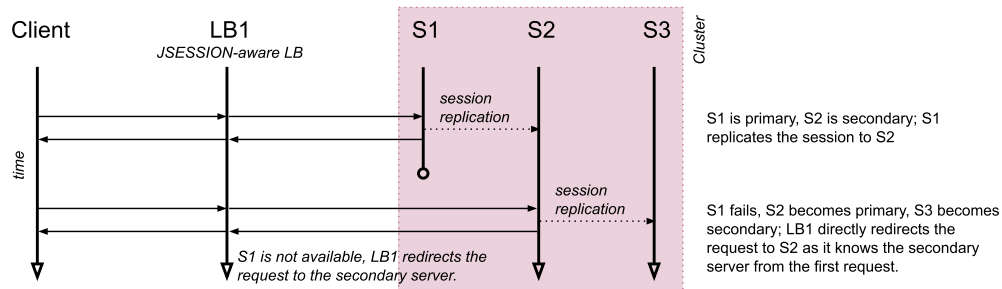 Client
LB1
JSESSION-aware LB
S1
S2
S3
Cluster
time
session
replication
S1 is primary, S2 is secondary; S1
replicates the session to S2
session
replication
S1 fails, S2 becomes primary, S3 becomes
secondary; LB1 directly redirects the
request to S2 as it knows the secondary
server from the first request.
S1 is not available, LB1 redirects the
request to the secondary server.